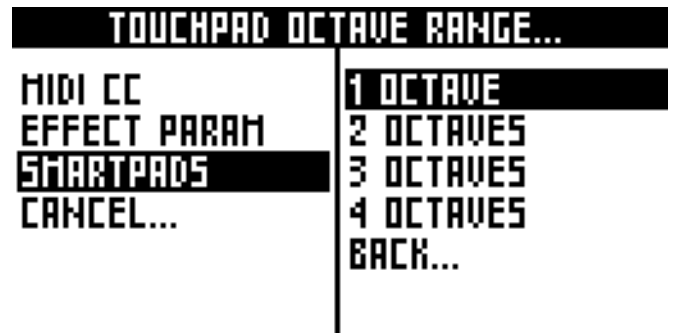 TOUCHPAD OCTAVE RANGE...
MIDI CC
EFFECT PARAM
SMARTPADS
CANCEL...
1 OCTAVE
2 OCTAVES
3 OCTAVES
4 OCTAVES
BACK...